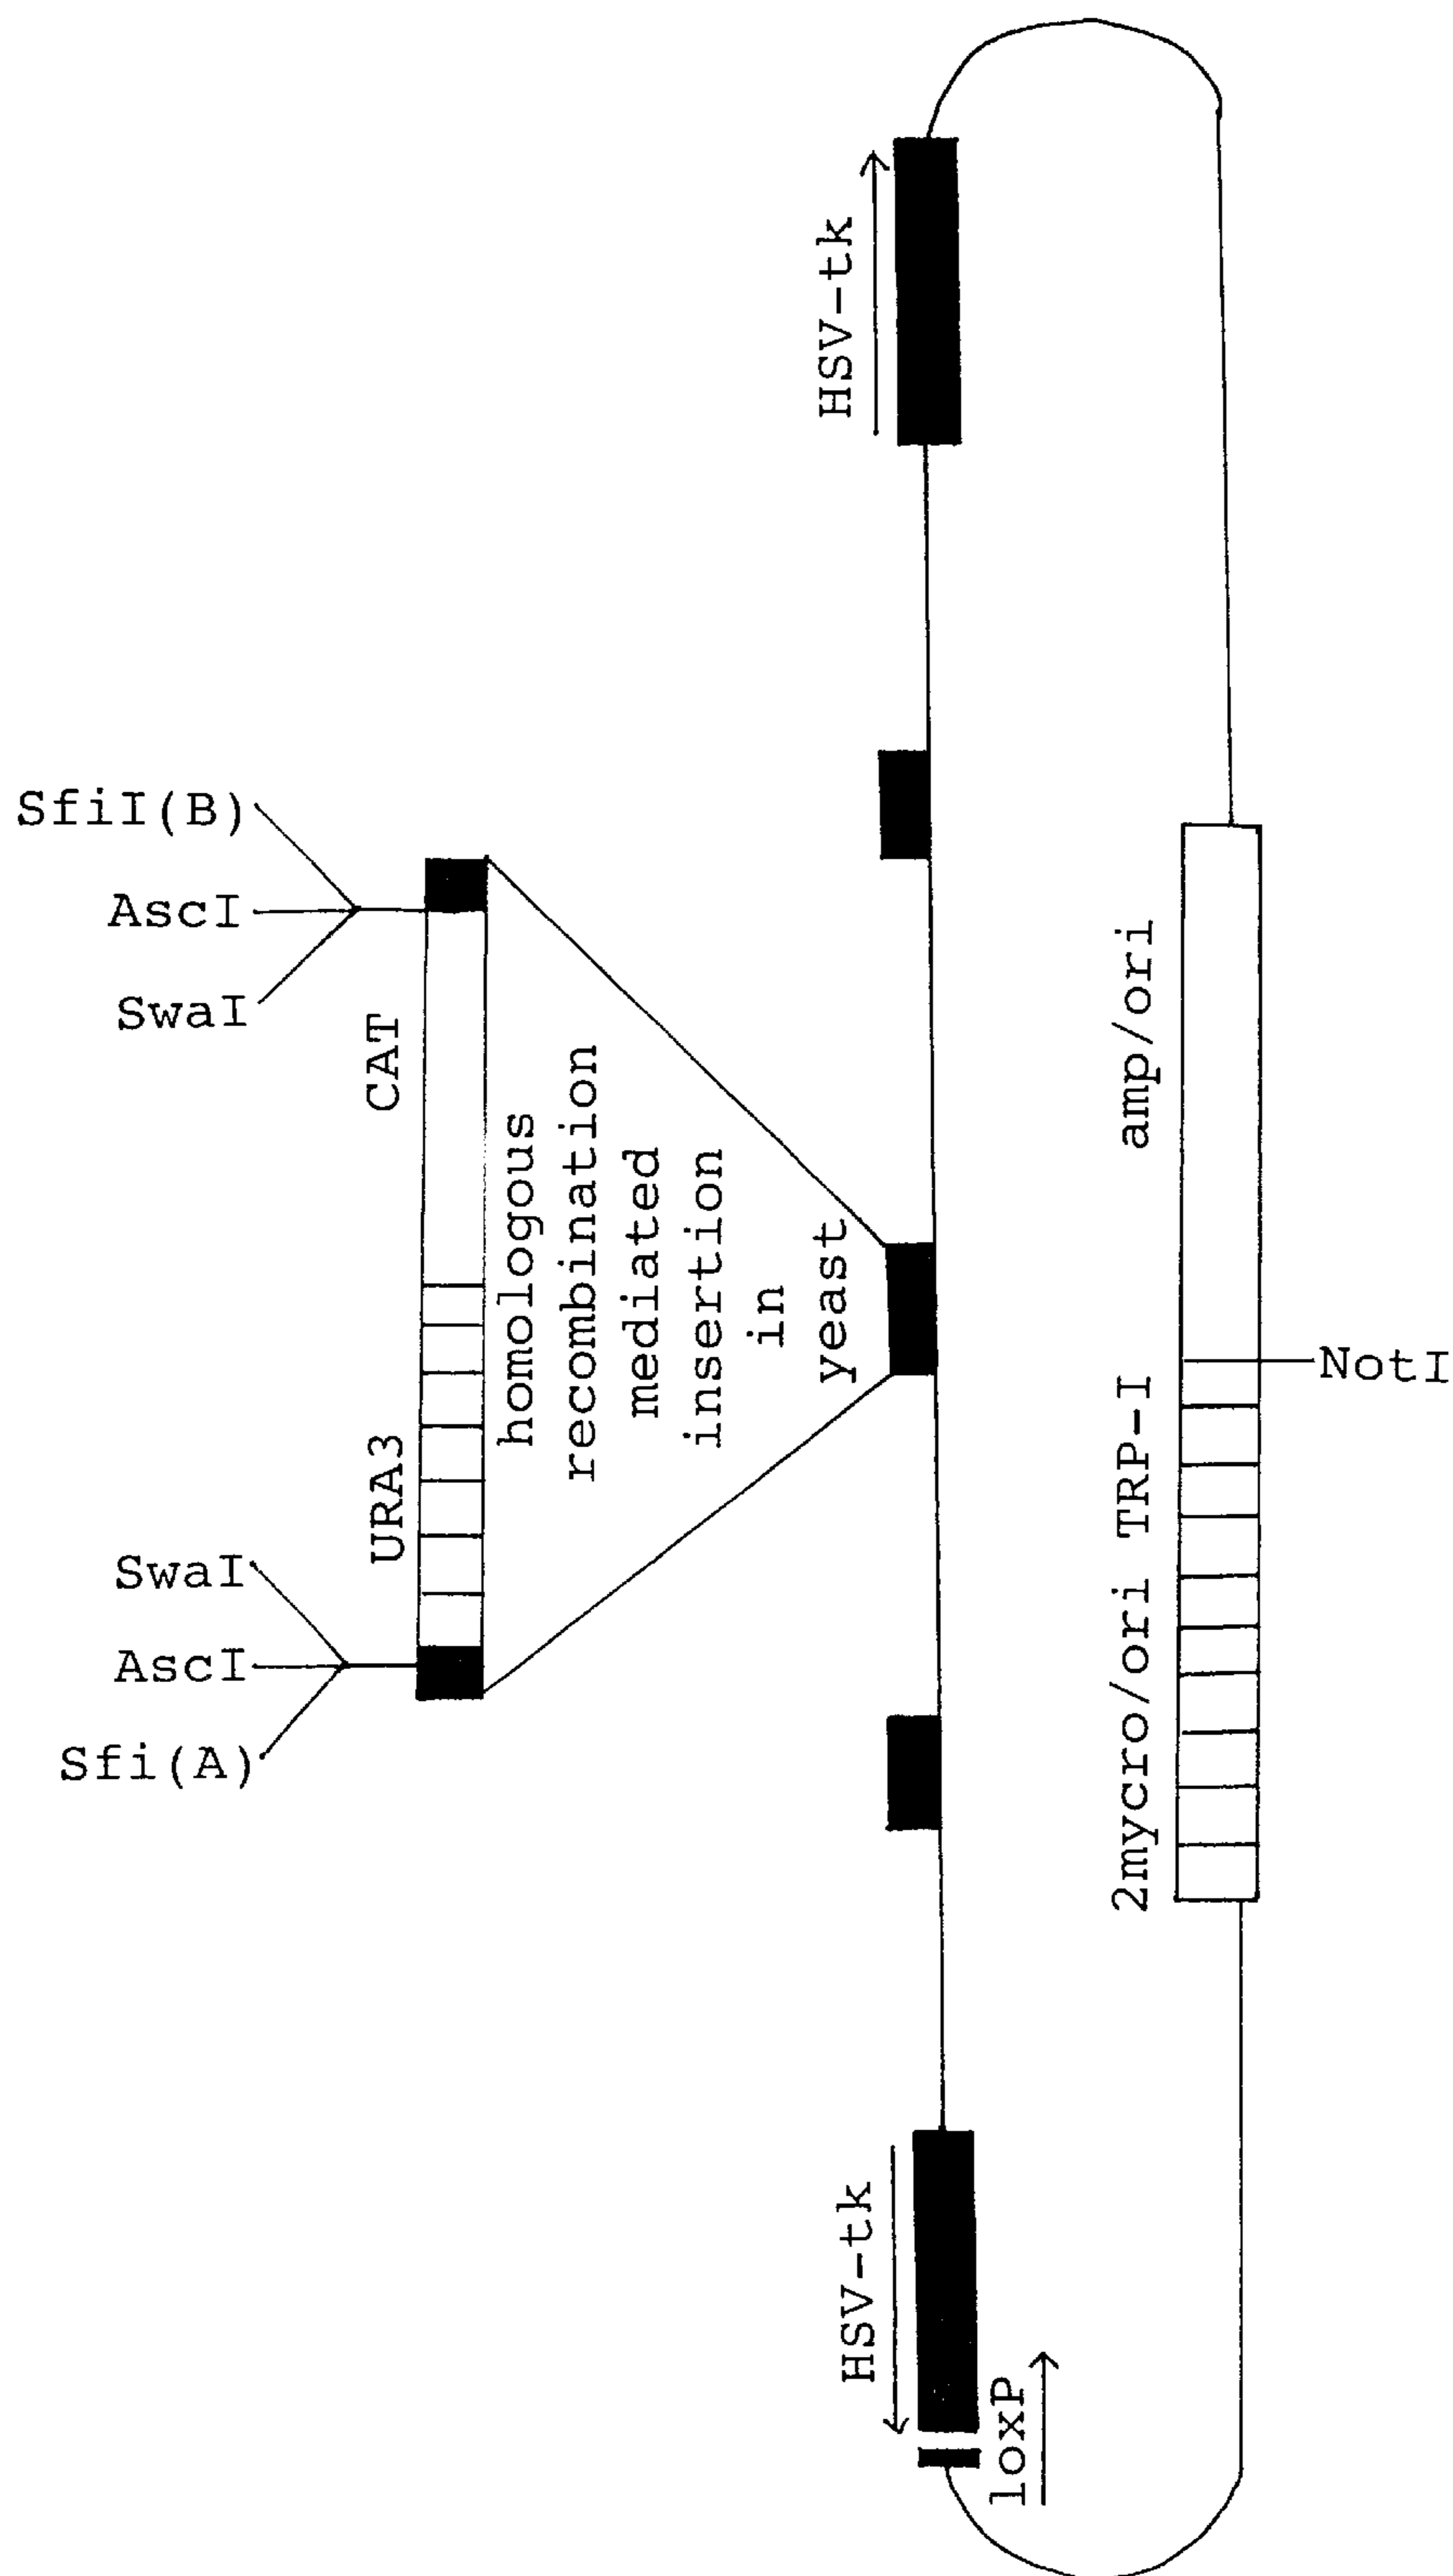 SfiI(B)
AscI
SwaI
CAT
URA3
SwaI
AscI
Sfi(A)
homologous
recombination
mediated
insertion
in
yeast
HSV-tk
HSV-tk
loxP
amp/ori
2mycro/ori TRP-I
NotI